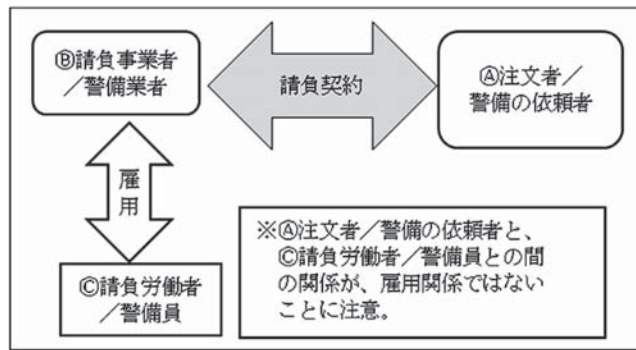 Ⓑ請負事業者
／警備業者
請負契約
Ⓐ注文者／
警備の依頼者
雇
用
Ⓒ請負労働者
／警備員
※Ⓐ注文者／警備の依頼者と、
Ⓒ請負労働者／警備員との間
の関係が、雇用関係ではない
ことに注意。